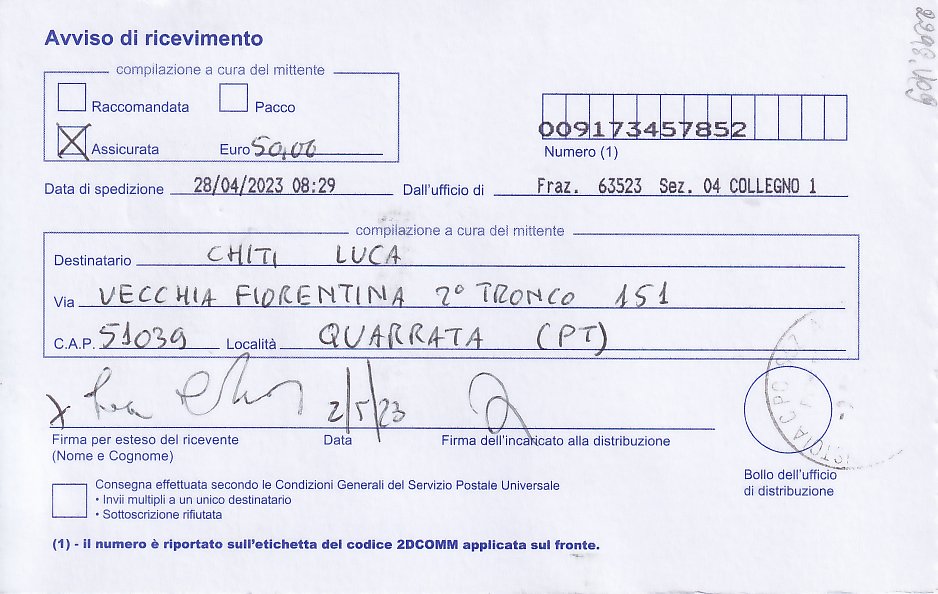 Avviso di ricevimento
compilazione a cura del mittente
Raccomandata Pacco
Assicurata Euro 50,00
009173457852
Numero (1)
Data di spedizione 28/04/2023 08:29 Dall'ufficio di Fraz. 63523 Sez. 04 COLLEGNO 1
compilazione a cura del mittente
Destinatario CHITI LUCA
Via VECCHIA FIORENTINA 2° TRONCO 151
C.A.P. 51039 Località QUARRATA (PT)
2/5/23
Firma per esteso del ricevente Data Firma dell'incaricato alla distribuzione
(Nome e Cognome)
Bollo dell'ufficio
di distribuzione
Consegna effettuata secondo le Condizioni Generali del Servizio Postale Universale
• Invii multipli a un unico destinatario
• Sottoscrizione rifiutata
(1) - il numero è riportato sull'etichetta del codice 2DCOMM applicata sul fronte.